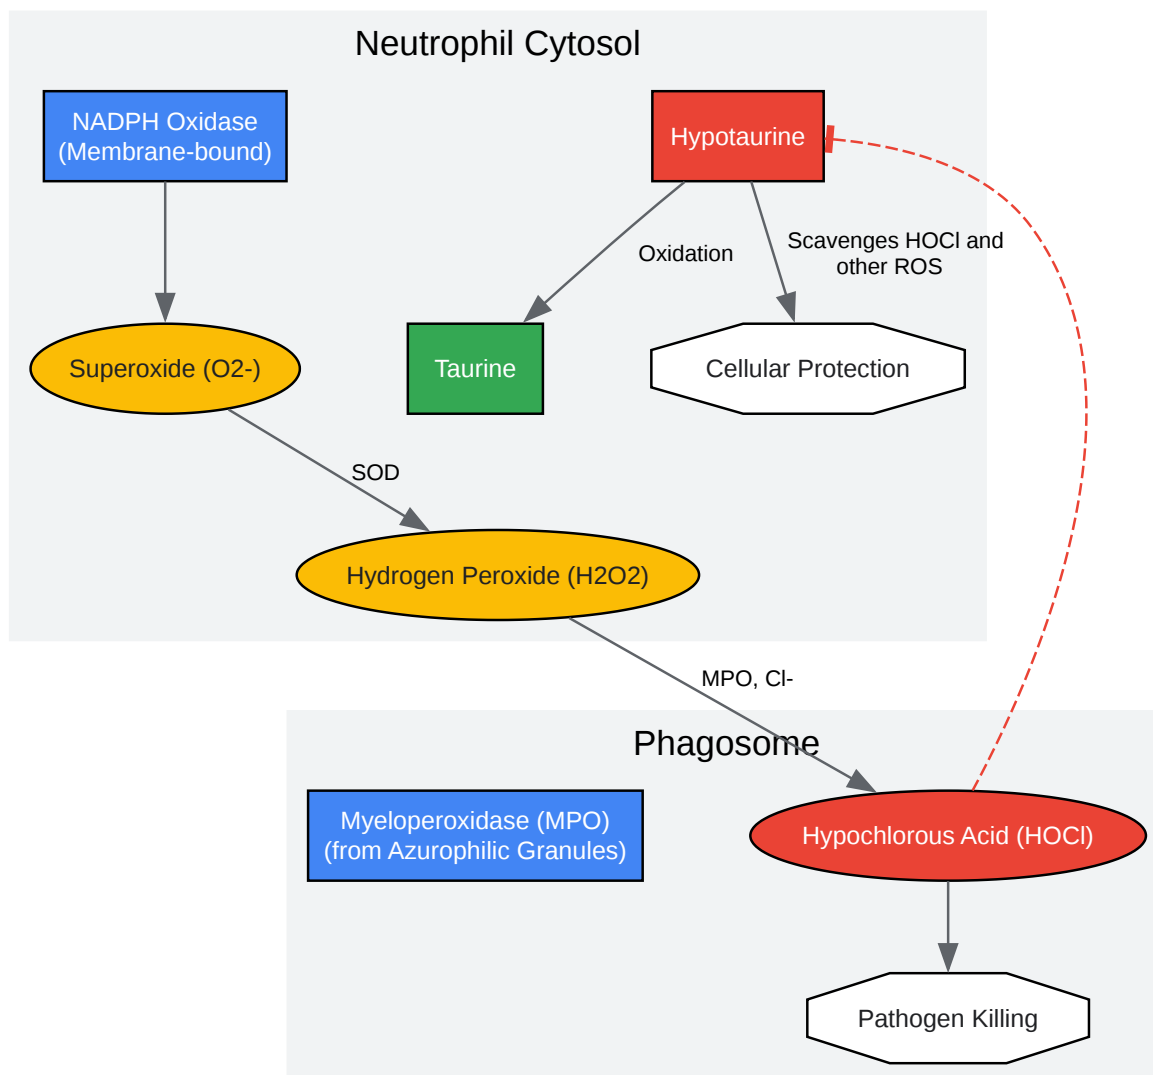 Neutrophil Cytosol
NADPH Oxidase
(Membrane-bound)
Hypotaurine
Oxidation
Scavenges HOCl and
other ROS
Superoxide (O2-)
Taurine
Cellular Protection
SOD
Hydrogen Peroxide (H2O2)
MPO, Cl-
Phagosome
Myeloperoxidase (MPO)
(from Azurophilic Granules)
Hypochlorous Acid (HOCl)
Pathogen Killing